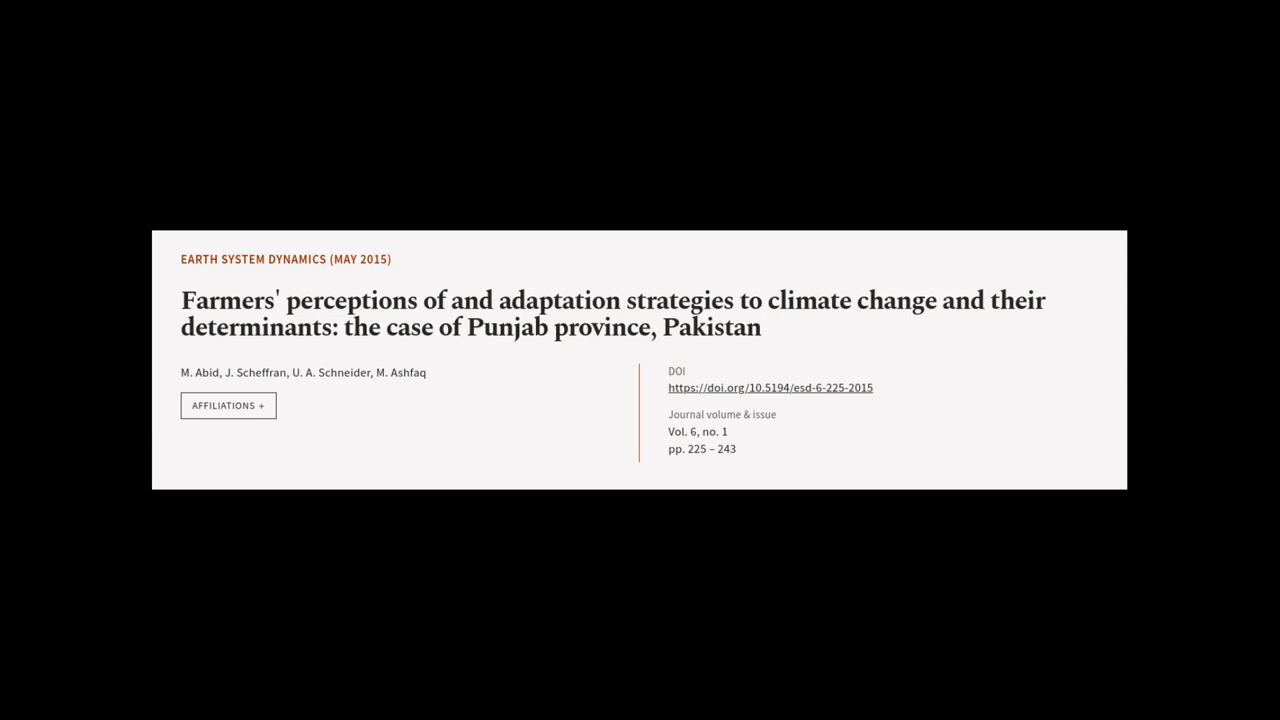 EARTH SYSTEM DYNAMICS (MAY 2015)
Farmers' perceptions of and adaptation strategies to climate change and their
determinants: the case of Punjab province, Pakistan
M. Abid, J. Scheffran, U. A. Schneider, M. Ashfaq
AFFILIATIONS +
DOI
https://doi.org/10.5194/esd-6-225-2015
Journal volume & issue
Vol. 6, no. 1
pp. 225 – 243